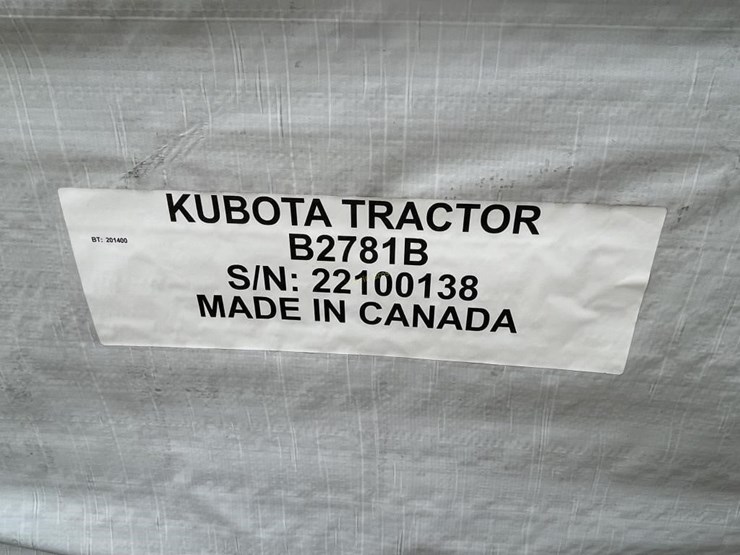 KUBOTA TRACTOR
BT: 201400
B2781B
S/N: 22100138
MADE IN CANADA